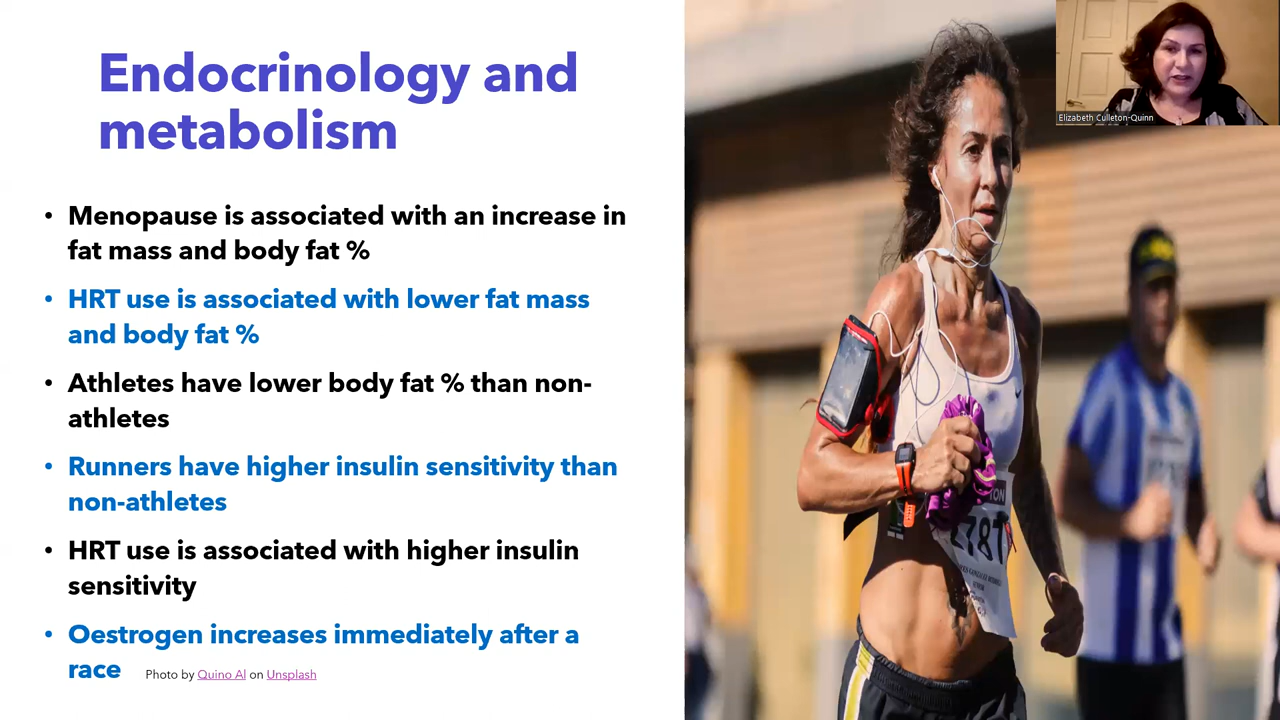 Endocrinology and
metabolism
• Menopause is associated with an increase in
fat mass and body fat %
• HRT use is associated with lower fat mass
and body fat %
• Athletes have lower body fat % than non-
athletes
• Runners have higher insulin sensitivity than
non-athletes
• HRT use is associated with higher insulin
sensitivity
• Oestrogen increases immediately after a
race
Photo by Quino Al on Unsplash
Elizabeth Culleton-Quinn